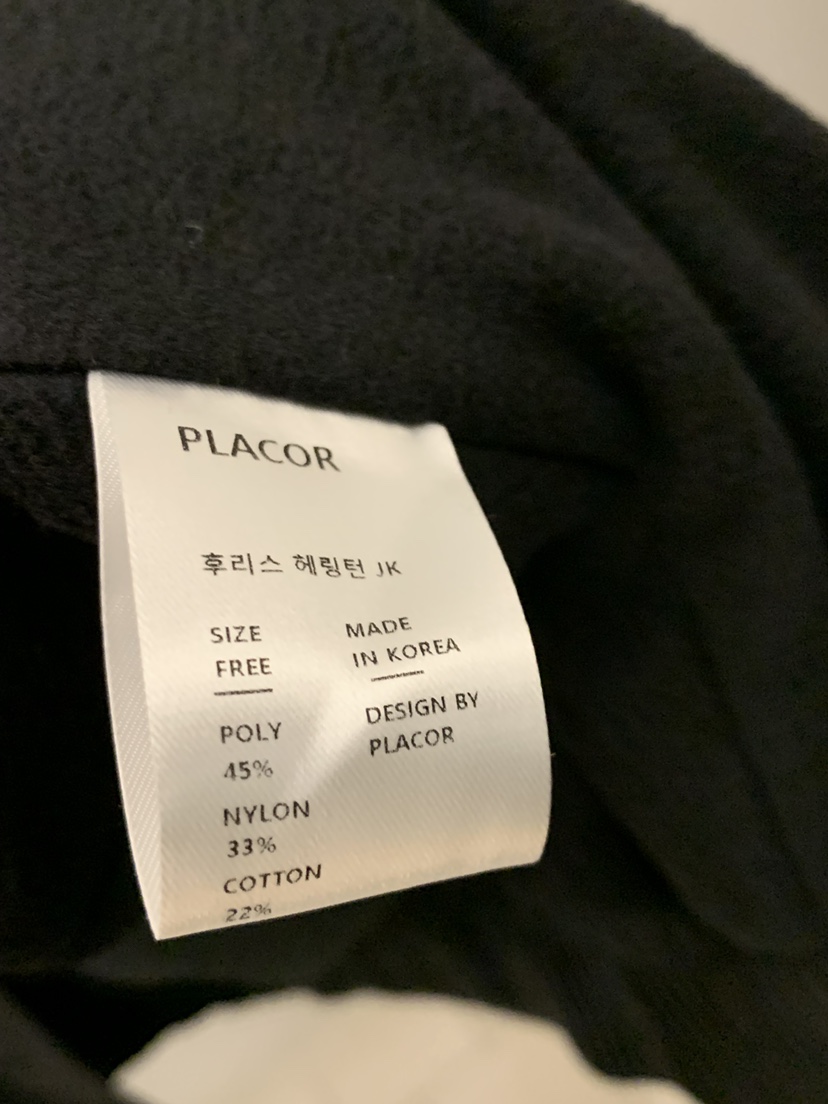 PLACOR
후리스 헤링턴 JK
SIZE
FREE
MADE
IN KOREA
POLY
45%
NYLON
33%
COTTON
22%
DESIGN BY
PLACOR